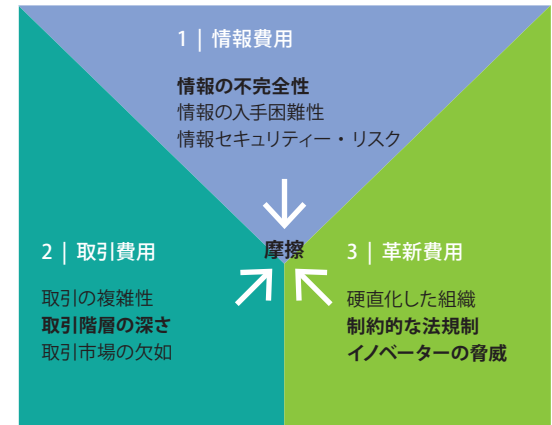 1 | 情報費用
情報の不完全性
情報の入手困難性
情報セキュリティー・リスク
摩擦
2 | 取引費用
取引の複雑性
取引階層の深さ
取引市場の欠如
3 | 革新費用
硬直化した組織
制約的な法規制
イノベーターの脅威